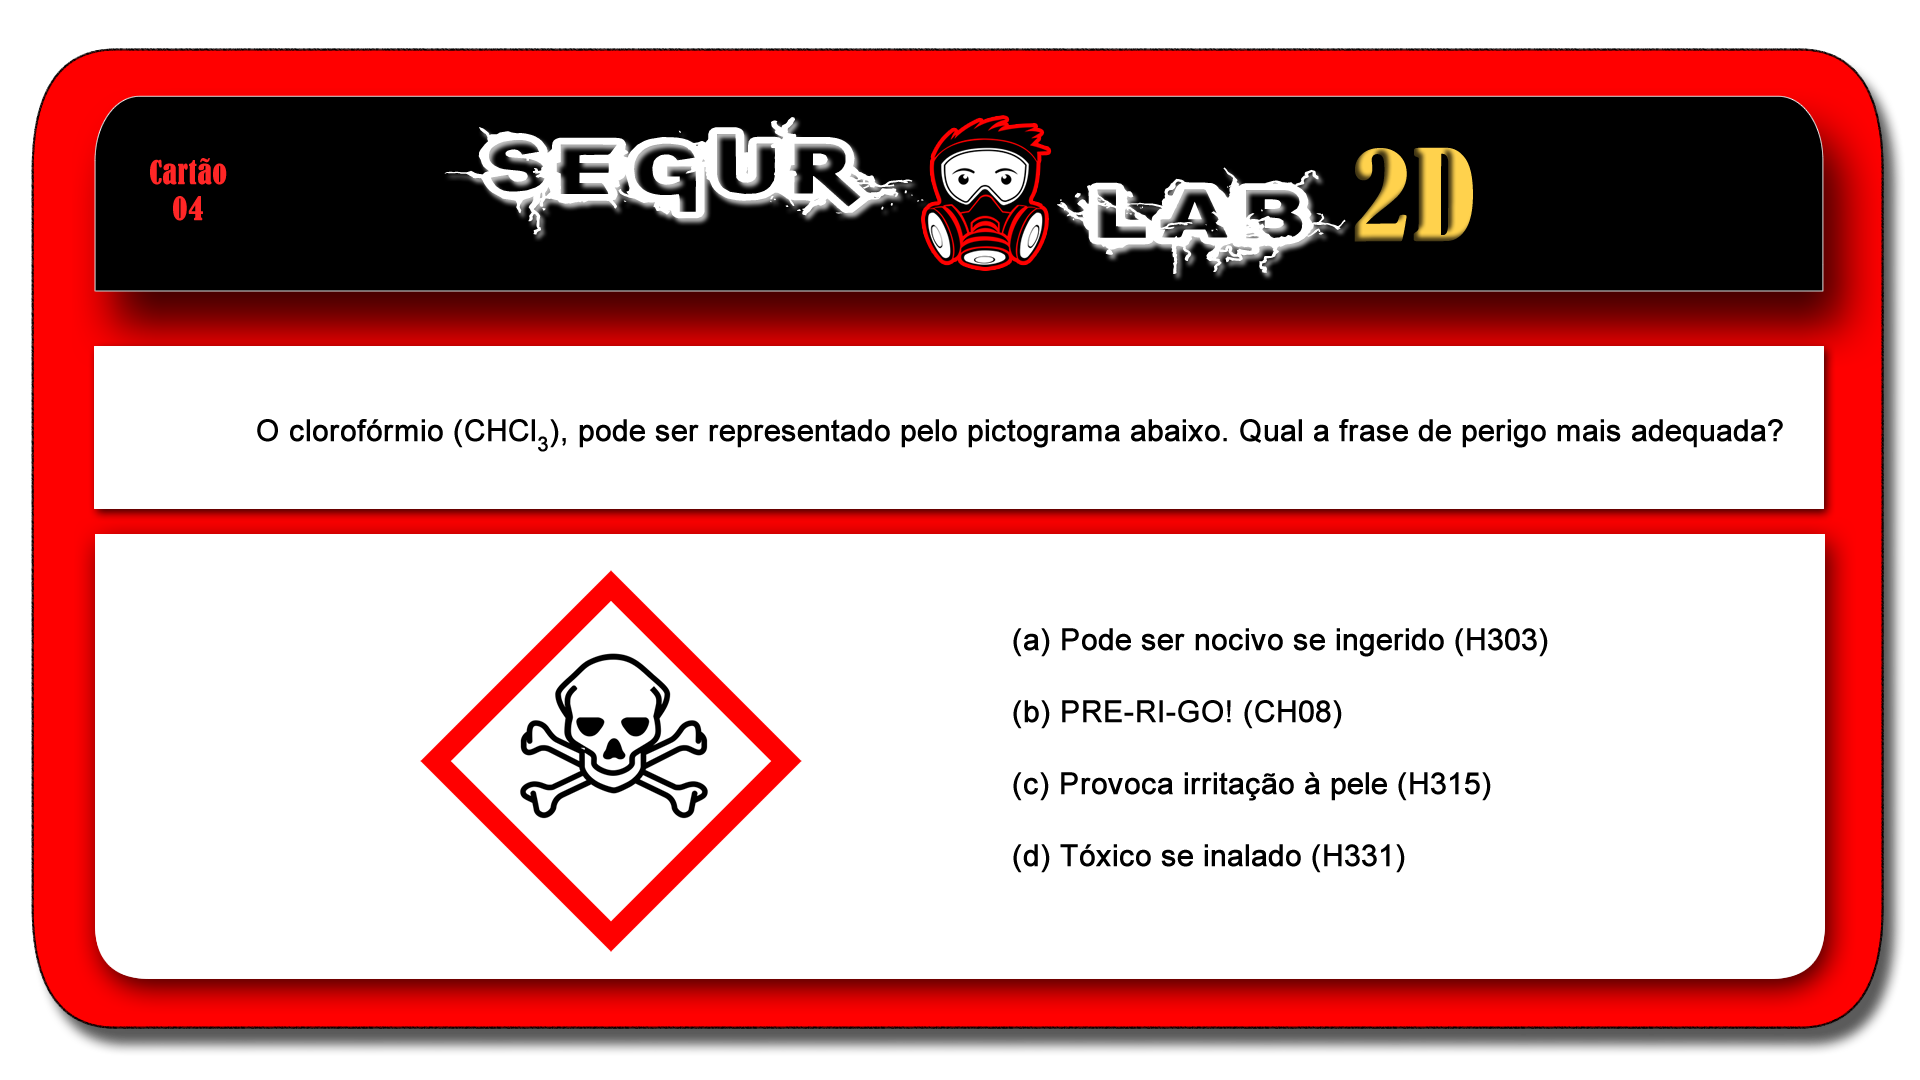 Cartão
04
SEGUR LAB 2D
O clorofórmio (CHCl₃), pode ser representado pelo pictograma abaixo. Qual a frase de perigo mais adequada?
(a) Pode ser nocivo se ingerido (H303)
(b) PRE-RI-GO! (CH08)
(c) Provoca irritação à pele (H315)
(d) Tóxico se inalado (H331)